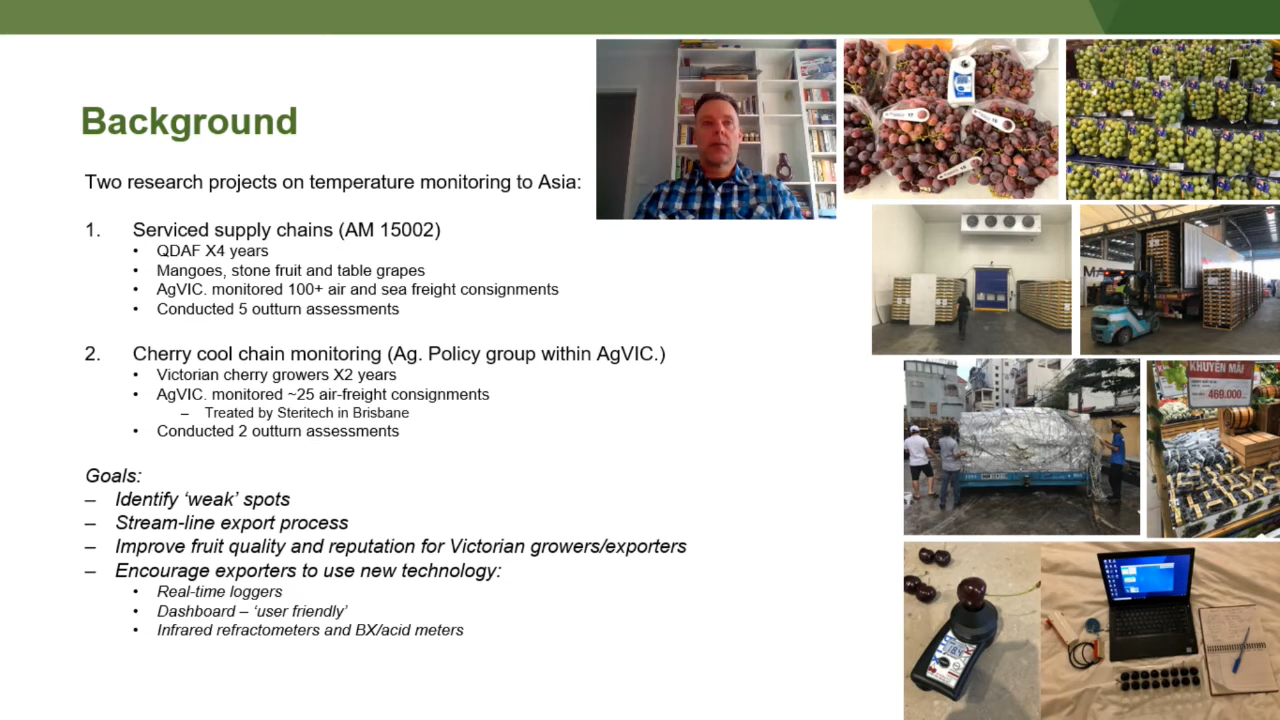 Background
Two research projects on temperature monitoring to Asia:
1. Serviced supply chains (AM 15002)
• QDAF X4 years
• Mangoes, stone fruit and table grapes
• AgVIC. monitored 100+ air and sea freight consignments
• Conducted 5 outturn assessments
2. Cherry cool chain monitoring (Ag. Policy group within AgVIC.)
• Victorian cherry growers X2 years
• AgVIC. monitored ~25 air-freight consignments
– Treated by Steritech in Brisbane
• Conducted 2 outturn assessments
Goals:
– Identify ‘weak’ spots
– Stream-line export process
– Improve fruit quality and reputation for Victorian growers/exporters
– Encourage exporters to use new technology:
• Real-time loggers
• Dashboard – ‘user friendly’
• Infrared refractometers and BX/acid meters
KHUYẾN MÃI
469.000